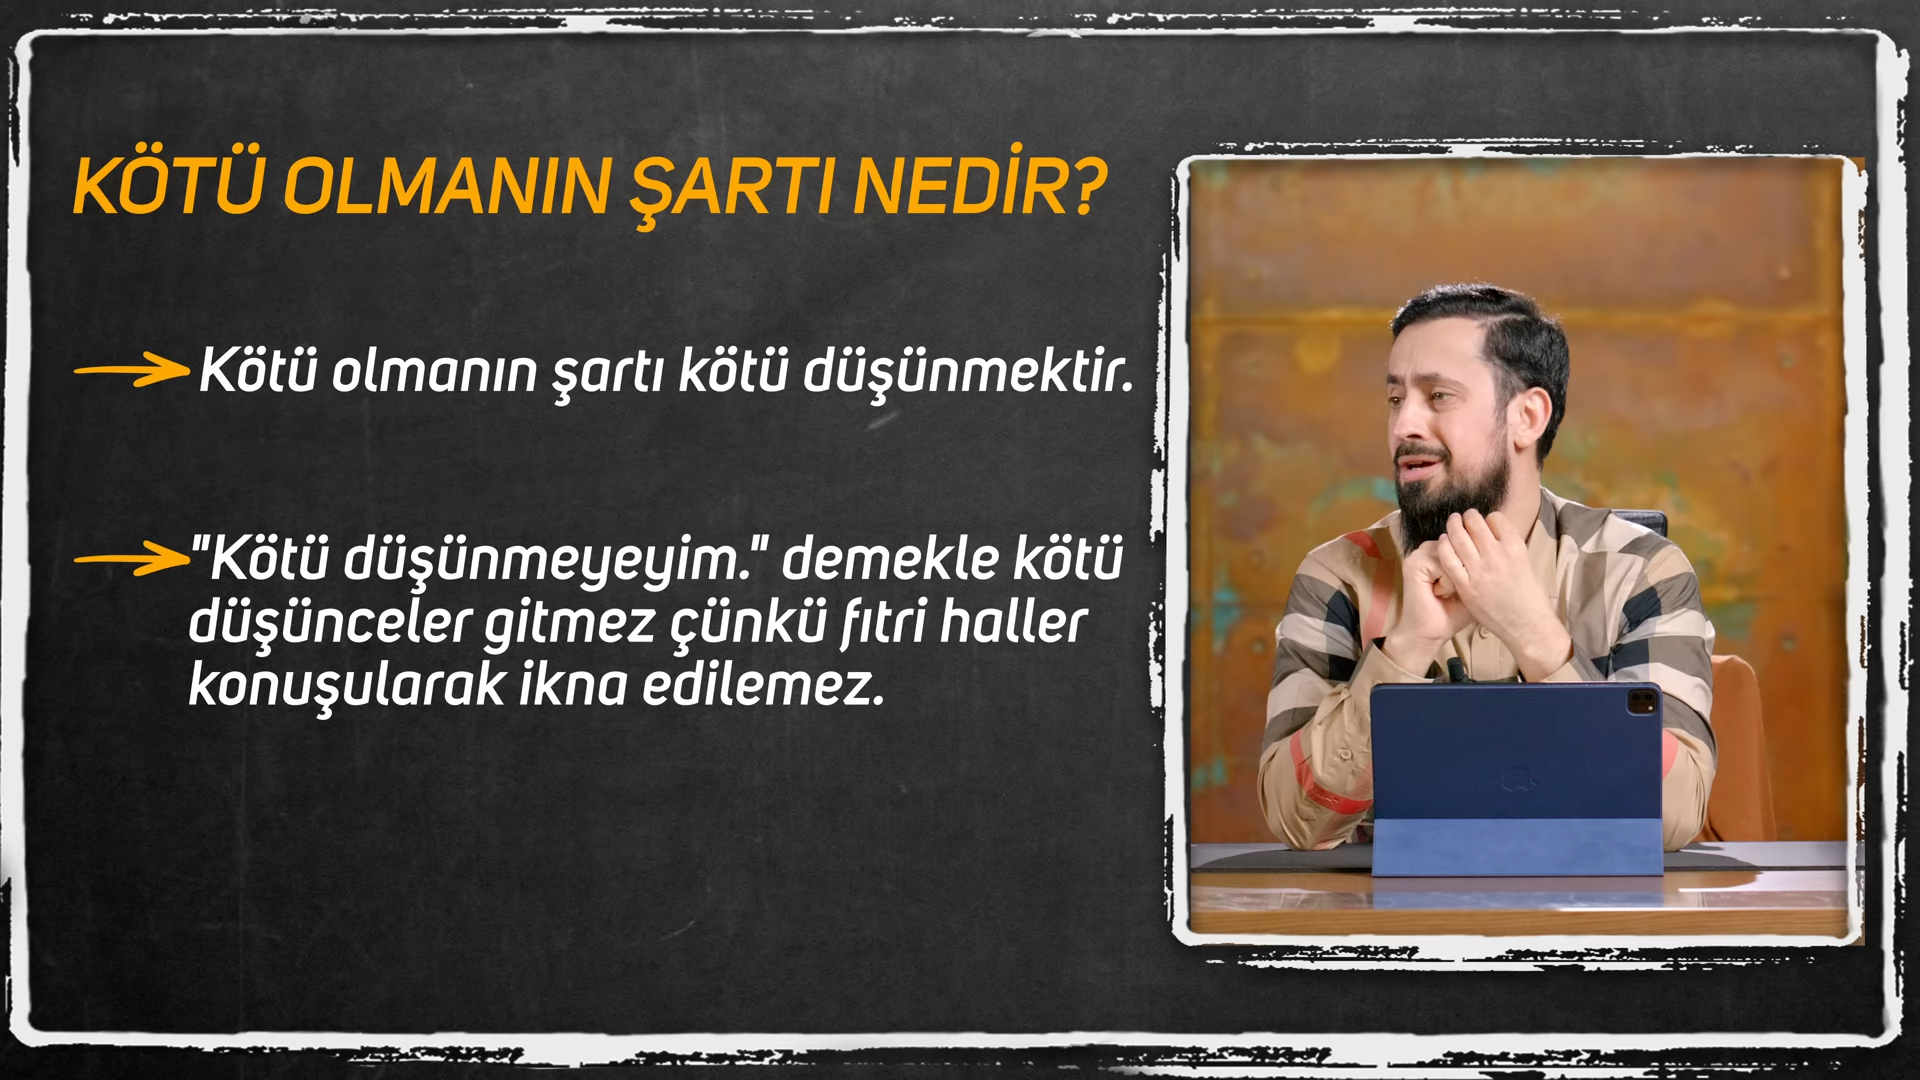 KÖTÜ OLMANIN ŞARTI NEDİR?
Kötü olmanın şartı kötü düşünmektir.
"Kötü düşünmeyeyim." demekle kötü
düşünceler gitmez çünkü fıtri haller
konuşularak ikna edilemez.